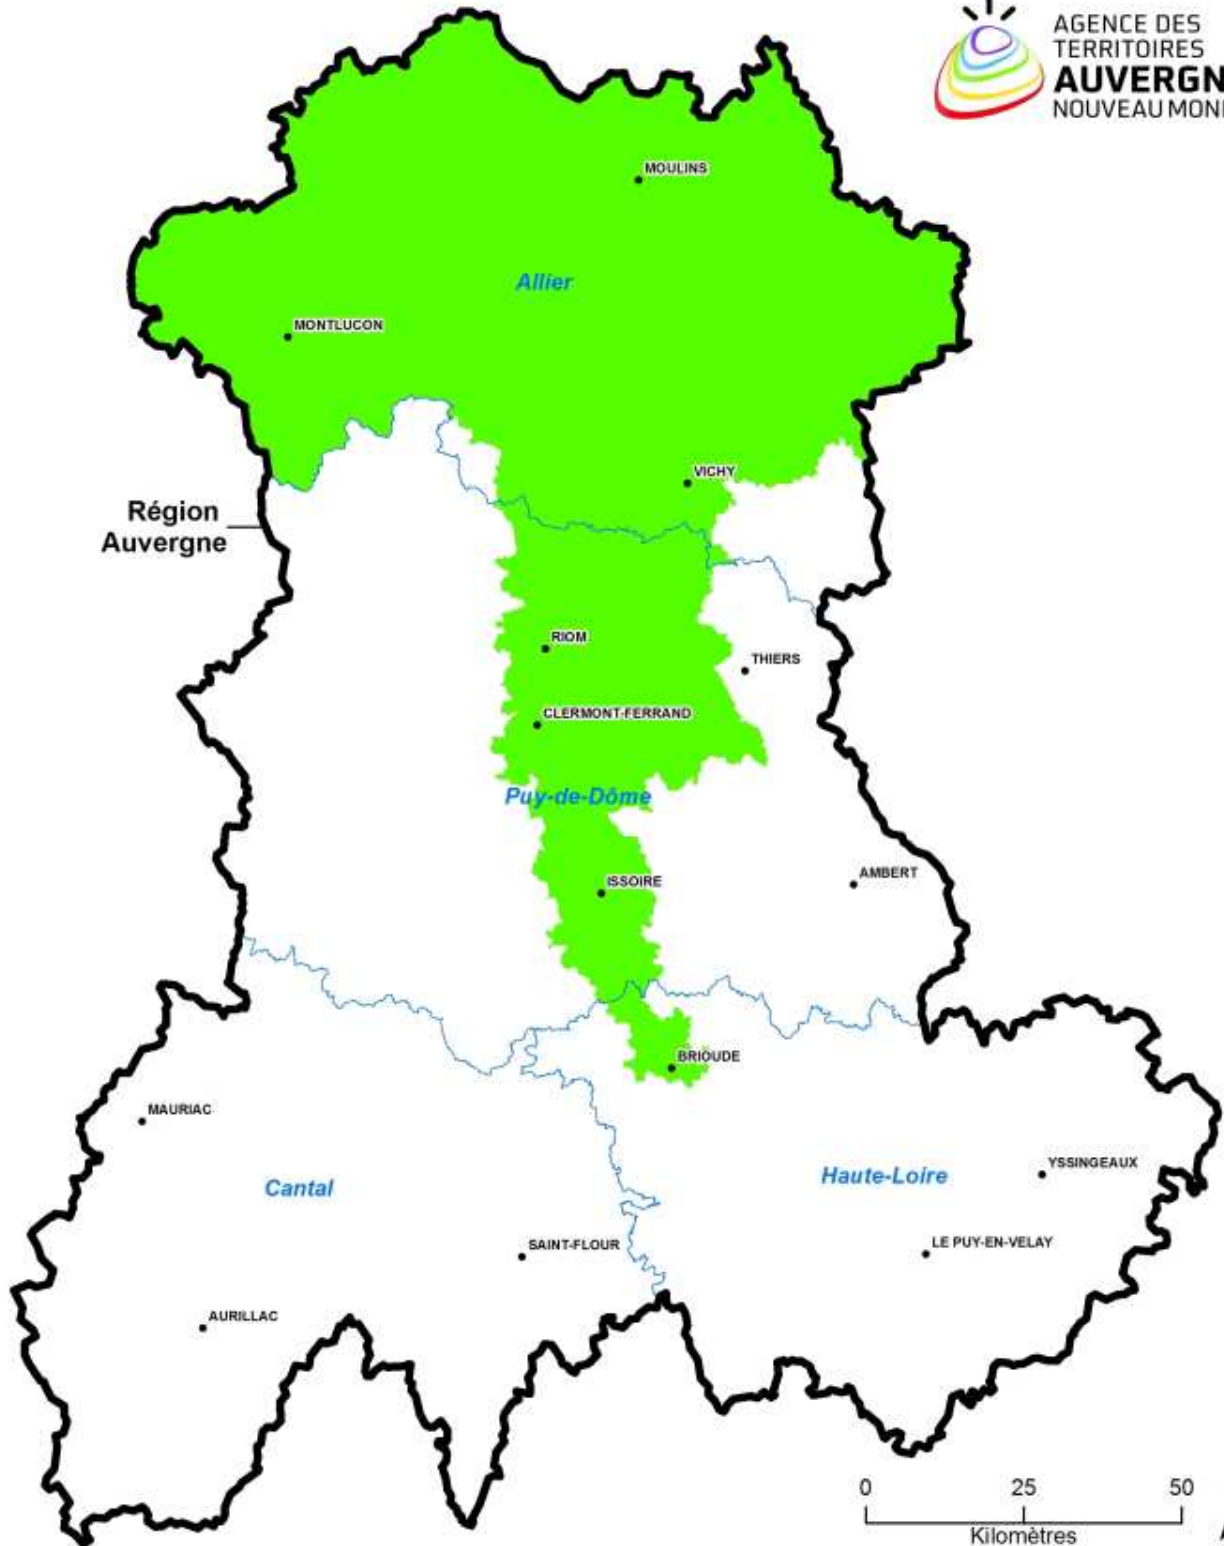 AGENCE DES
TERRITOIRES
AUVERGN
NOUVEAU MON
MOULINS
Allier
MONTLUCON
VICHY
Région
Auvergne
RIOM
THIERS
CLERMONT-FERRAND
Puy-de-Dôme
ISSOIRE
AMBERT
BRIOUDE
MAURIAC
Cantal
Haute-Loire
YSSINGEAUX
SAINT-FLOUR
LE PUY-EN-VELAY
AURILLAC
0 25 50
Kilomètres